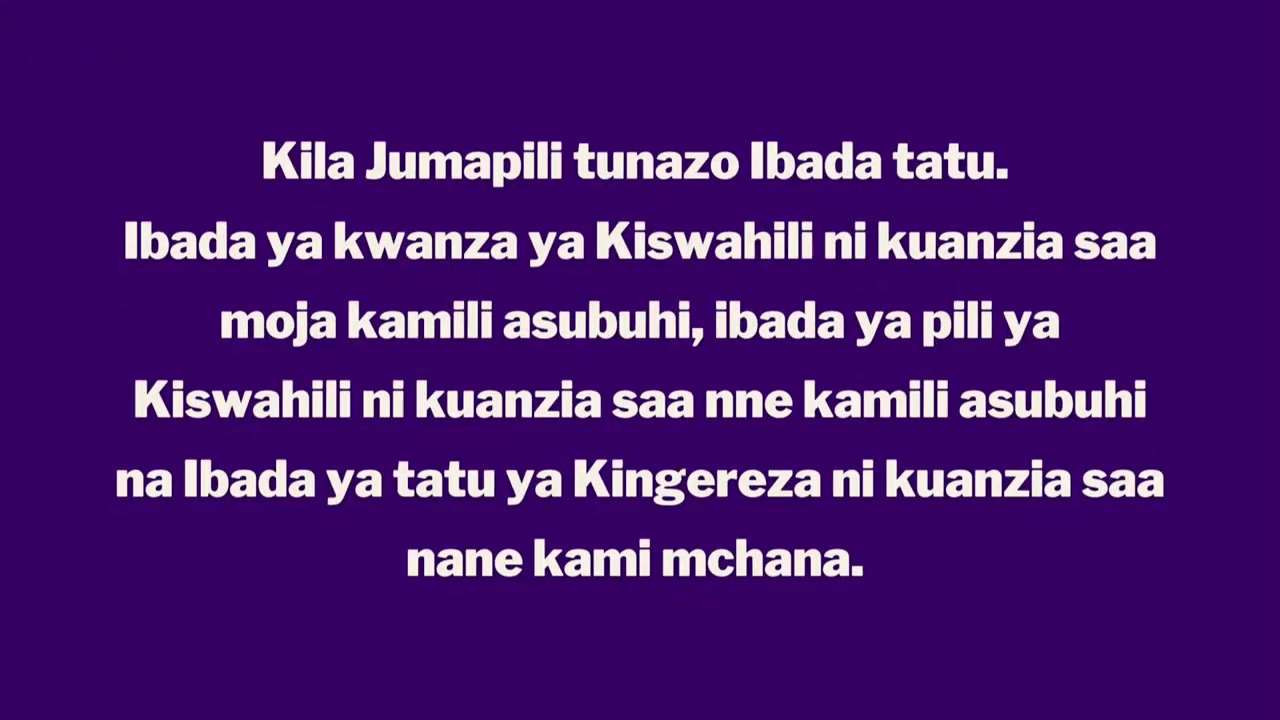 Kila Jumapili tunazo Ibada tatu.
Ibada ya kwanza ya Kiswahili ni kuanzia saa
moja kamili asubuhi, ibada ya pili ya
Kiswahili ni kuanzia saa nne kamili asubuhi
na Ibada ya tatu ya Kingereza ni kuanzia saa
nane kami mchana.